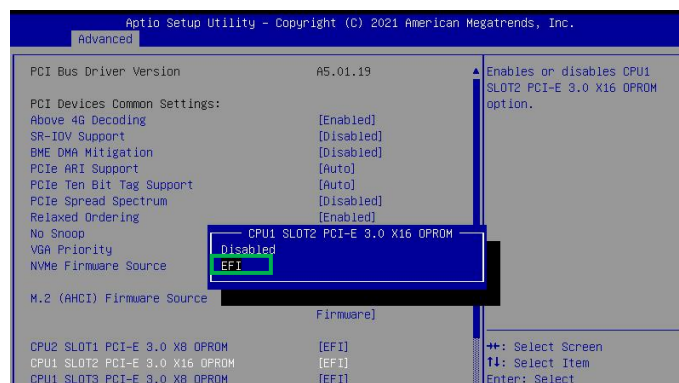 Aptio Setup Utility – Copyright (C) 2021 American Megatrends, Inc.
Advanced
PCI Bus Driver Version A5.01.19
PCI Devices Common Settings:
Above 4G Decoding [Enabled]
SR-IOV Support [Disabled]
BME DMA Mitigation [Disabled]
PCIe ARI Support [Auto]
PCIe Ten Bit Tag Support [Auto]
PCIe Spread Spectrum [Disabled]
Relaxed Ordering [Enabled]
No Snoop
VGA Priority
NVMe Firmware Source
CPU1 SLOT2 PCI-E 3.0 X16 OPROM
Disabled
EFI
M.2 (AHCI) Firmware Source
Firmware]
CPU2 SLOT1 PCI-E 3.0 X8 OPROM [EFI]
CPU1 SLOT2 PCI-E 3.0 X16 OPROM [EFI]
CPU1 SLOT3 PCI-E 3.0 X8 OPROM [EFI]
Enables or disables CPU1
SLOT2 PCI-E 3.0 X16 OPROM
option.
→←: Select Screen
↑↓: Select Item
Enter: Select